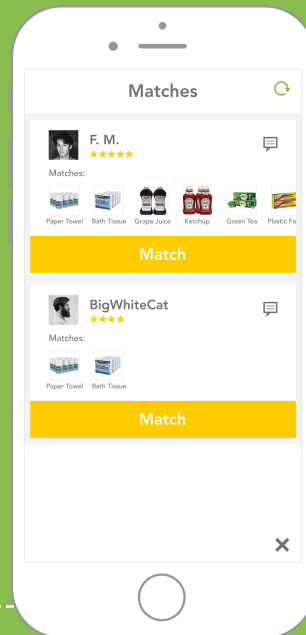 Matches
F. M.
Matches:
Paper Towel Bath Tissue Grape Juice Ketchup Green Tea Plastic Fo
Match
BigWhiteCat
Matches:
Paper Towel Bath Tissue
Match